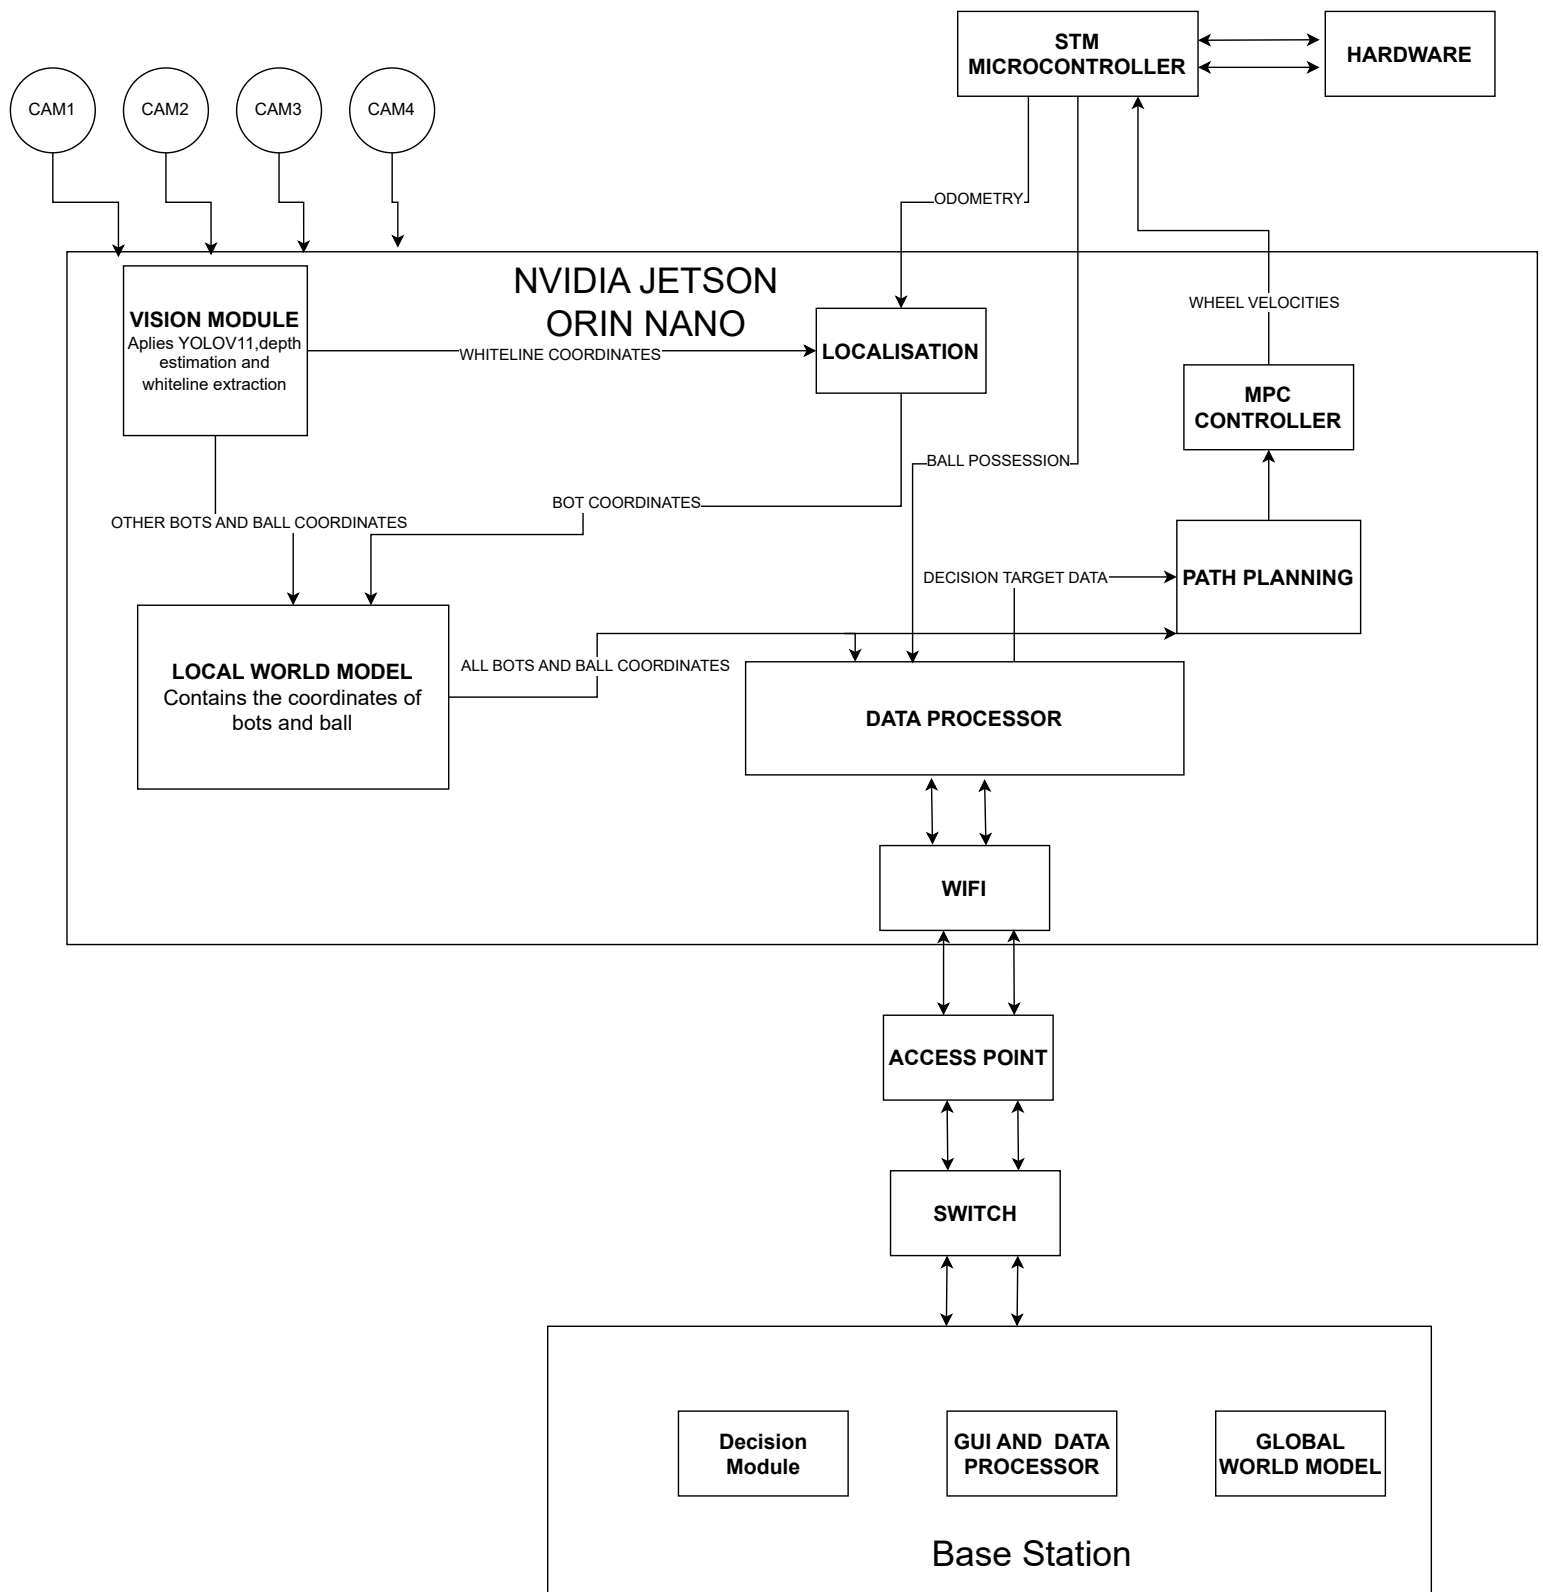 STM
MICROCONTROLLER
HARDWARE
CAM1
CAM2
CAM3
CAM4
ODOMETRY
NVIDIA JETSON
ORIN NANO
VISION MODULE
Aplies YOLOV11,depth
estimation and
whiteline extraction
WHITELINE COORDINATES
LOCALISATION
WHEEL VELOCITIES
MPC
CONTROLLER
BALL POSSESSION
BOT COORDINATES
OTHER BOTS AND BALL COORDINATES
DECISION TARGET DATA
PATH PLANNING
LOCAL WORLD MODEL
Contains the coordinates of
bots and ball
ALL BOTS AND BALL COORDINATES
DATA PROCESSOR
WIFI
ACCESS POINT
SWITCH
Decision
Module
GUI AND  DATA
PROCESSOR
GLOBAL
WORLD MODEL
Base Station